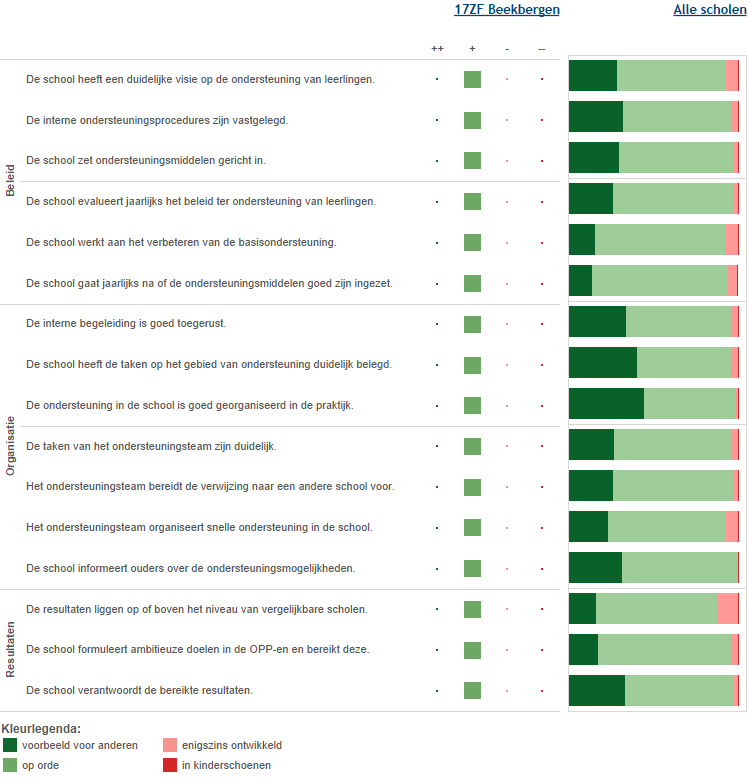 17ZF Beekbergen Alle scholen
++ + - --
Beleid
De school heeft een duidelijke visie op de ondersteuning van leerlingen.
De interne ondersteuningsprocedures zijn vastgelegd.
De school zet ondersteuningsmiddelen gericht in.
De school evalueert jaarlijks het beleid ter ondersteuning van leerlingen.
De school werkt aan het verbeteren van de basisondersteuning.
De school gaat jaarlijks na of de ondersteuningsmiddelen goed zijn ingezet.
Organisatie
De interne begeleiding is goed toegerust.
De school heeft de taken op het gebied van ondersteuning duidelijk belegd.
De ondersteuning in de school is goed georganiseerd in de praktijk.
De taken van het ondersteuningsteam zijn duidelijk.
Het ondersteuningsteam bereidt de verwijzing naar een andere school voor.
Het ondersteuningsteam organiseert snelle ondersteuning in de school.
De school informeert ouders over de ondersteuningsmogelijkheden.
Resultaten
De resultaten liggen op of boven het niveau van vergelijkbare scholen.
De school formuleert ambitieuze doelen in de OPP-en en bereikt deze.
De school verantwoordt de bereikte resultaten.
Kleurlegenda:
voorbeeld voor anderen enigszins ontwikkeld
op orde in kinderschoenen